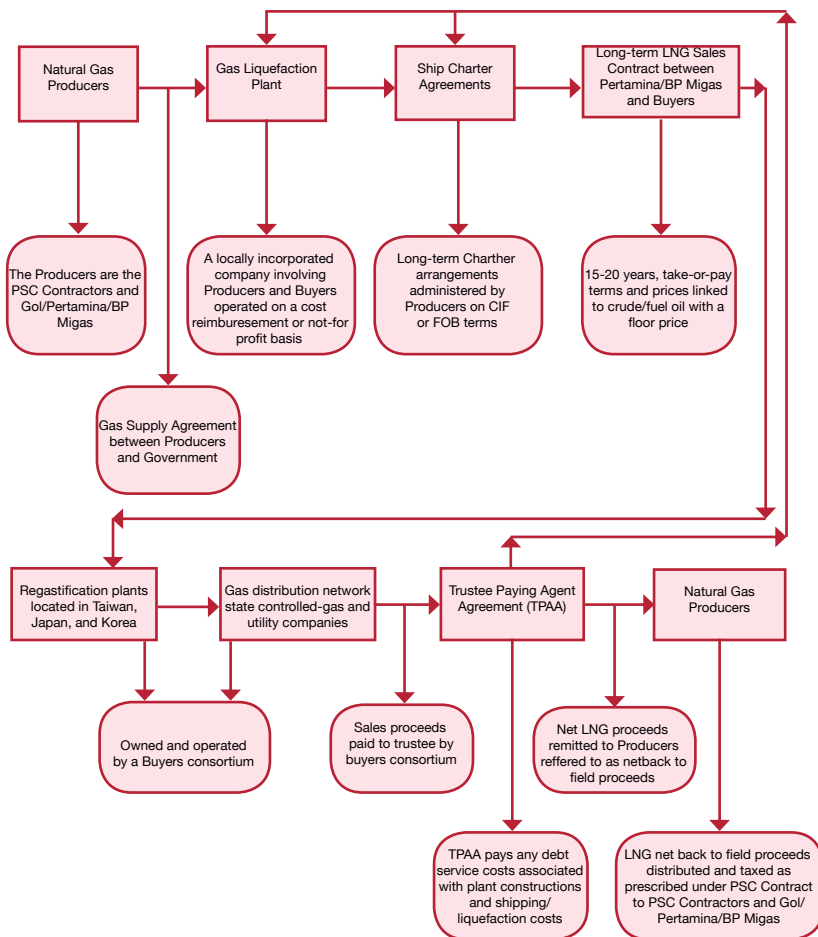 Natural Gas
Producers
Gas Liquefaction
Plant
Ship Charter
Agreements
Long-term LNG Sales
Contract between
Pertamina/BP Migas
and Buyers
The Producers are the
PSC Contractors and
GoI/Pertamina/BP
Migas
A locally incorporated
company involving
Producers and Buyers
operated on a cost
reimburesement or not-for
profit basis
Long-term Charther
arrangements
administered by
Producers on CIF
or FOB terms
15-20 years, take-or-pay
terms and prices linked
to crude/fuel oil with a
floor price
Gas Supply Agreement
between Producers
and Government
Regastification plants
located in Taiwan,
Japan, and Korea
Gas distribution network
state controlled-gas and
utility companies
Trustee Paying Agent
Agreement (TPAA)
Natural Gas
Producers
Owned and operated
by a Buyers consortium
Sales proceeds
paid to trustee by
buyers consortium
Net LNG proceeds
remitted to Producers
reffered to as netback to
field proceeds
TPAA pays any debt
service costs associated
with plant constructions
and shipping/
liquefaction costs
LNG net back to field proceeds
distributed and taxed as
prescribed under PSC Contract
to PSC Contractors and GoI/
Pertamina/BP Migas